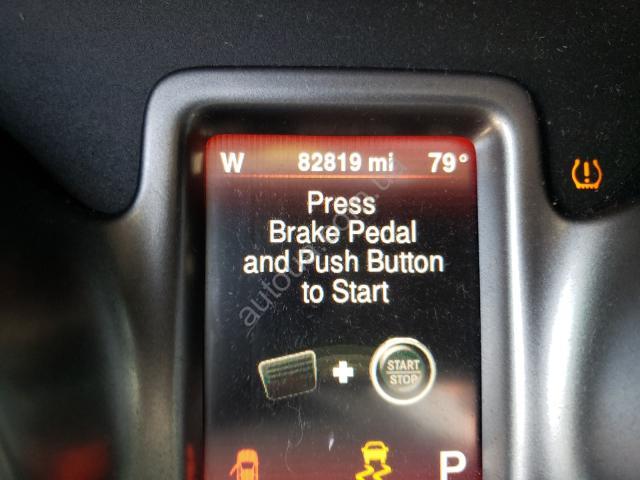 W 82819 mi 79°
Press
Brake Pedal
and Push Button
to Start
START
STOP
P